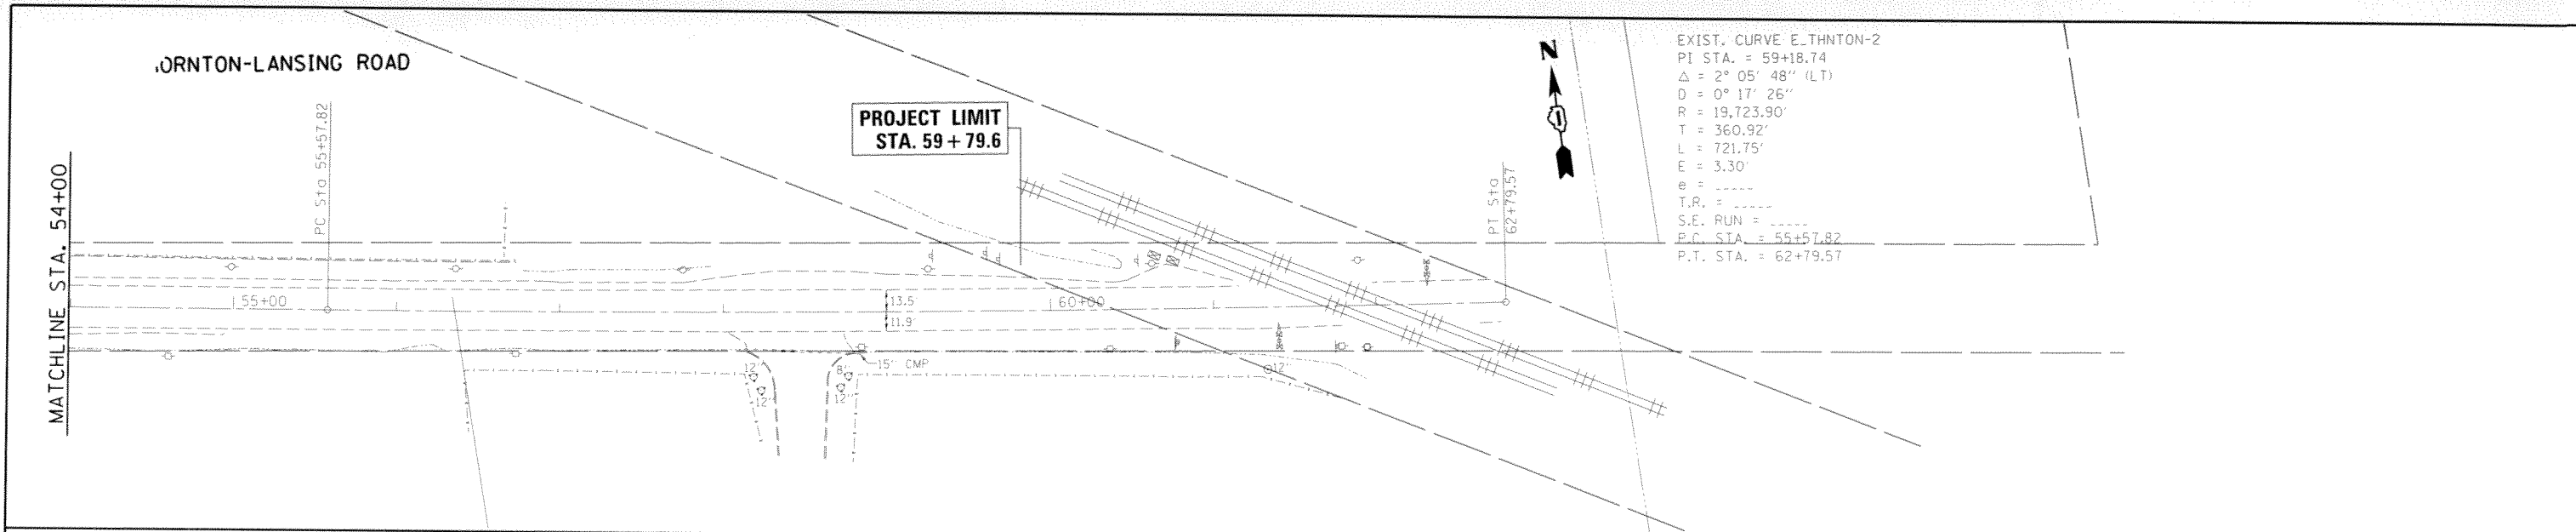 .ORNTON-LANSING ROAD
MATCHLINE STA. 54+00
PC Sta 55+57.82
PROJECT LIMIT
STA. 59+79.6
N
PT Sta
62+79.57
EXIST. CURVE E_THNTON-2
PI STA. = 59+18.74
Δ = 2° 05' 48" (LT)
D = 0° 17' 26"
R = 19,723.90'
T = 360.92'
L = 721.75'
E = 3.30'
e = -----
T.R. = -----
S.E. RUN = -----
P.C. STA. = 55+57.82
P.T. STA. = 62+79.57
55+00
13.5'
11.9'
60+00
15" CMP
12"
12"
8"
12"
12"